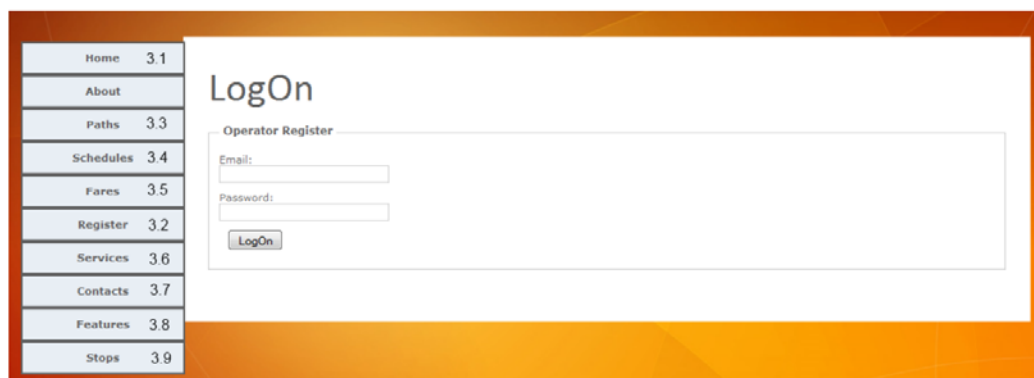 Home 3.1
About
Paths 3.3
Schedules 3.4
Fares 3.5
Register 3.2
Services 3.6
Contacts 3.7
Features 3.8
Stops 3.9
LogOn
Operator Register
Email:
Password:
LogOn